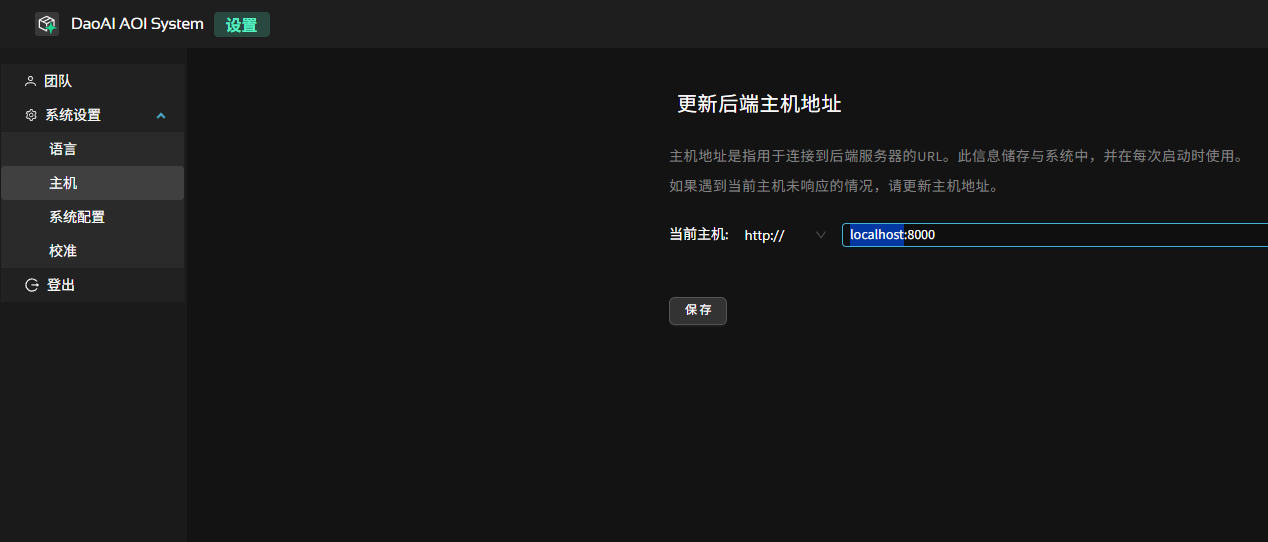 DaoAI AOI System 设置
团队
系统设置
语言
主机
系统配置
校准
登出
更新后端主机地址
主机地址是指用于连接到后端服务器的URL。此信息储存与系统中，并在每次启动时使用。
如果遇到当前主机未响应的情况，请更新主机地址。
当前主机: http:// localhost:8000
保存